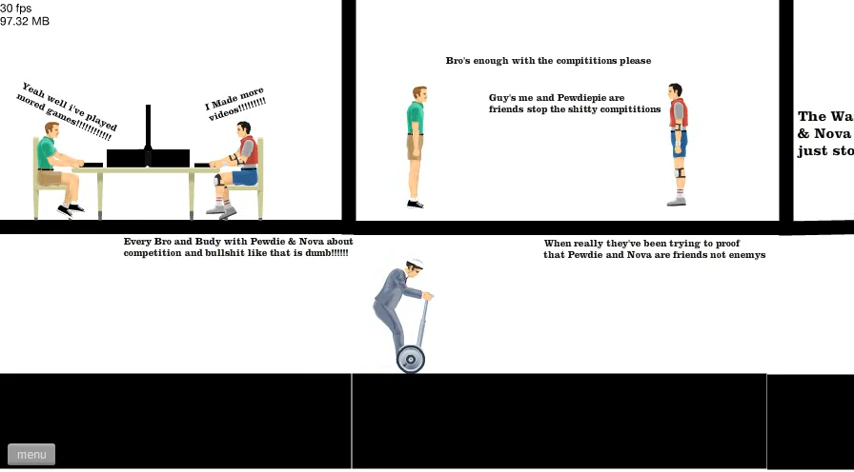 30 fps
97.32 MB
Yeah well i've played
mored games!!!!!!!!!!!!
I Made more
videos!!!!!!!!!
Bro's enough with the compititions please
Guy's me and Pewdiepie are
friends stop the shitty compititions
The Wa
& Nova
just sto
Every Bro and Budy with Pewdie & Nova about
competition and bullshit like that is dumb!!!!!!
When really they've been trying to proof
that Pewdie and Nova are friends not enemys
menu